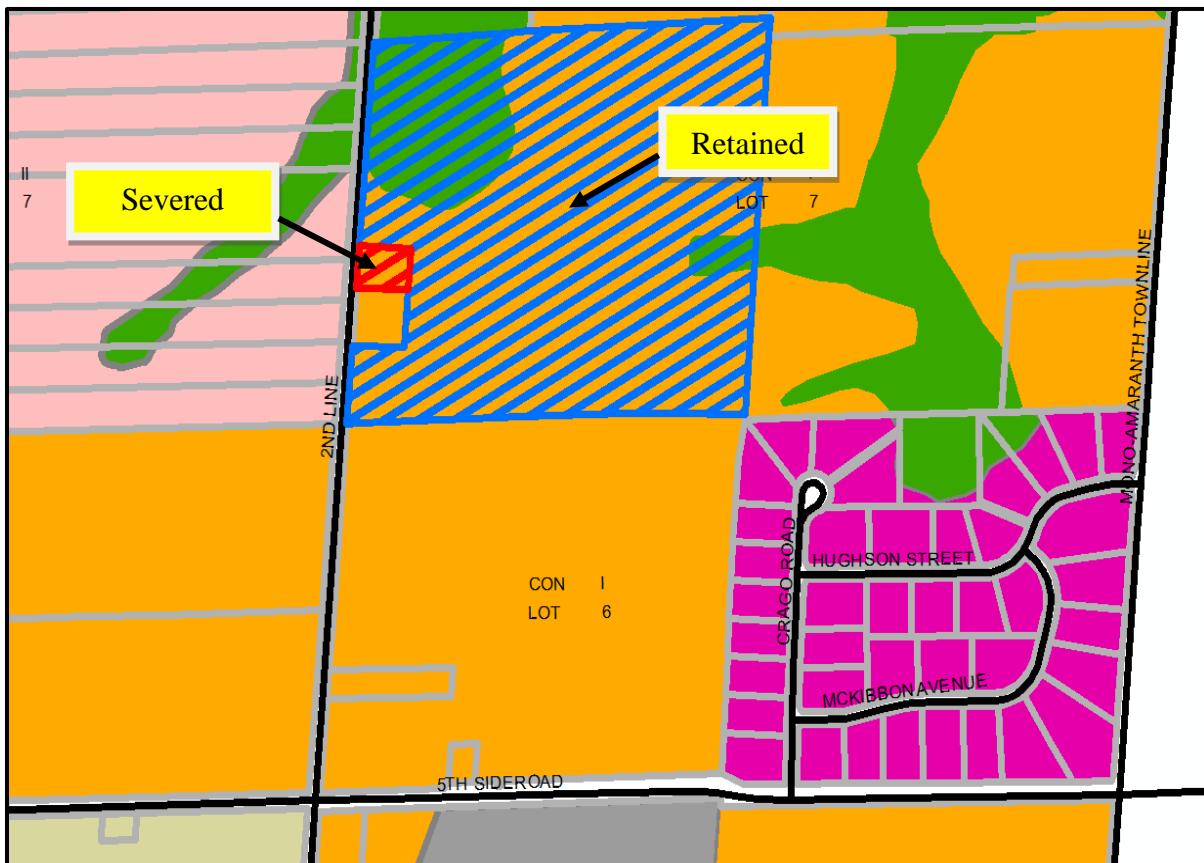 Retained
II
7
Severed
LOT 7
2ND LINE
MONO-AMARANTH TOWNLINE
CRAGO ROAD
HUGHSON STREET
CON I
LOT 6
MCKIBBON AVENUE
5TH SIDEROAD